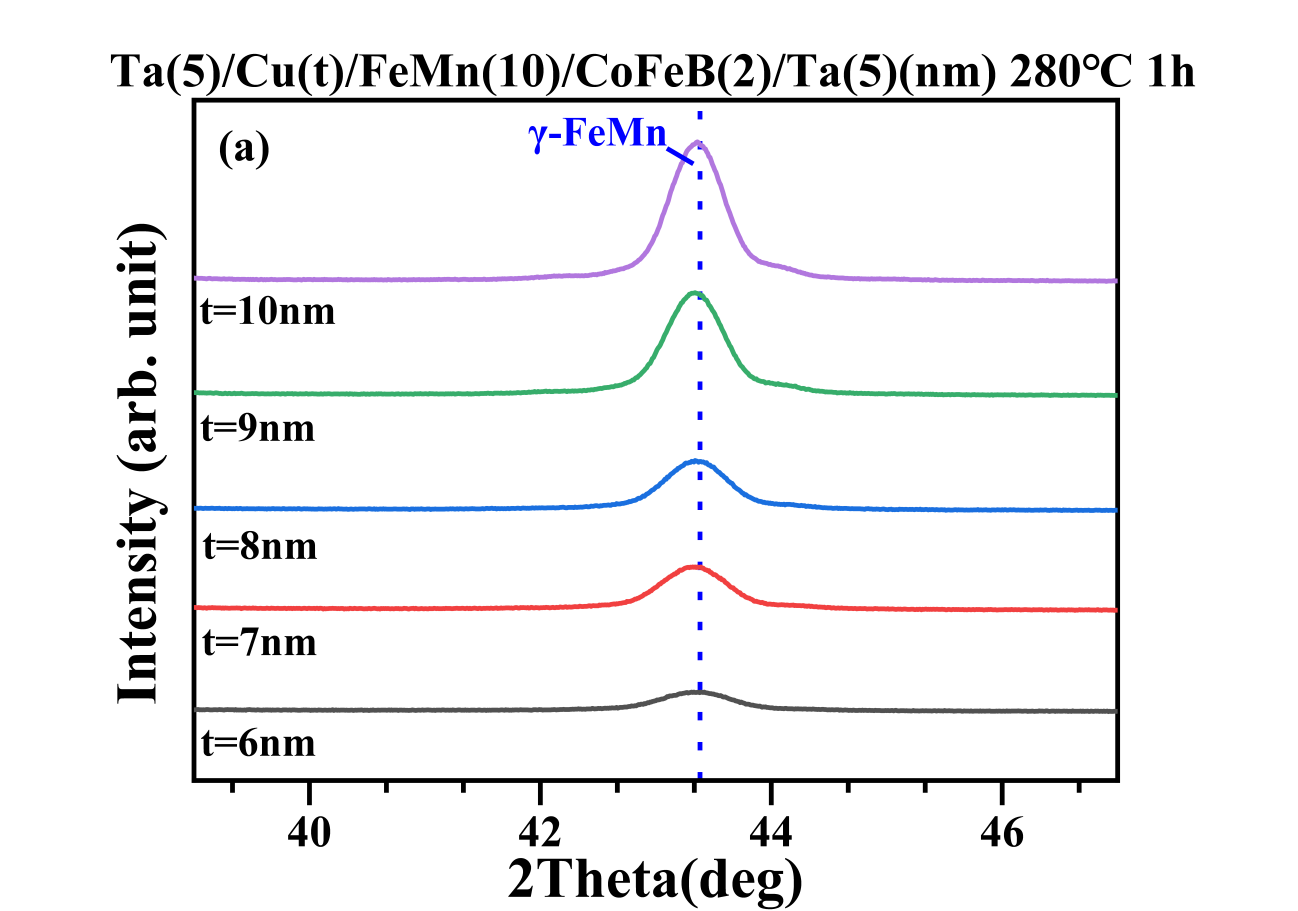 Ta(5)/Cu(t)/FeMn(10)/CoFeB(2)/Ta(5)(nm) 280℃ 1h
(a)
γ-FeMn
t=10nm
t=9nm
t=8nm
t=7nm
t=6nm
Intensity (arb. unit)
40 42 44 46
2Theta(deg)